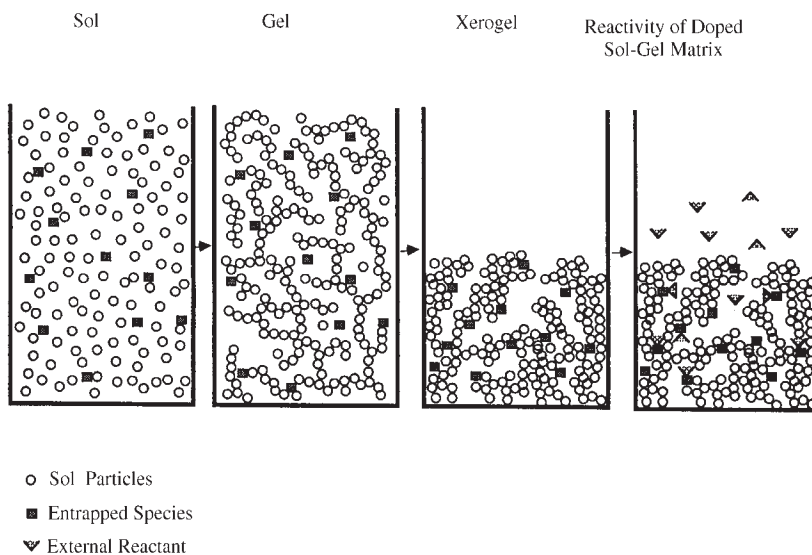 Sol
Gel
Xerogel
Reactivity of Doped
Sol-Gel Matrix
Sol Particles
Entrapped Species
External Reactant